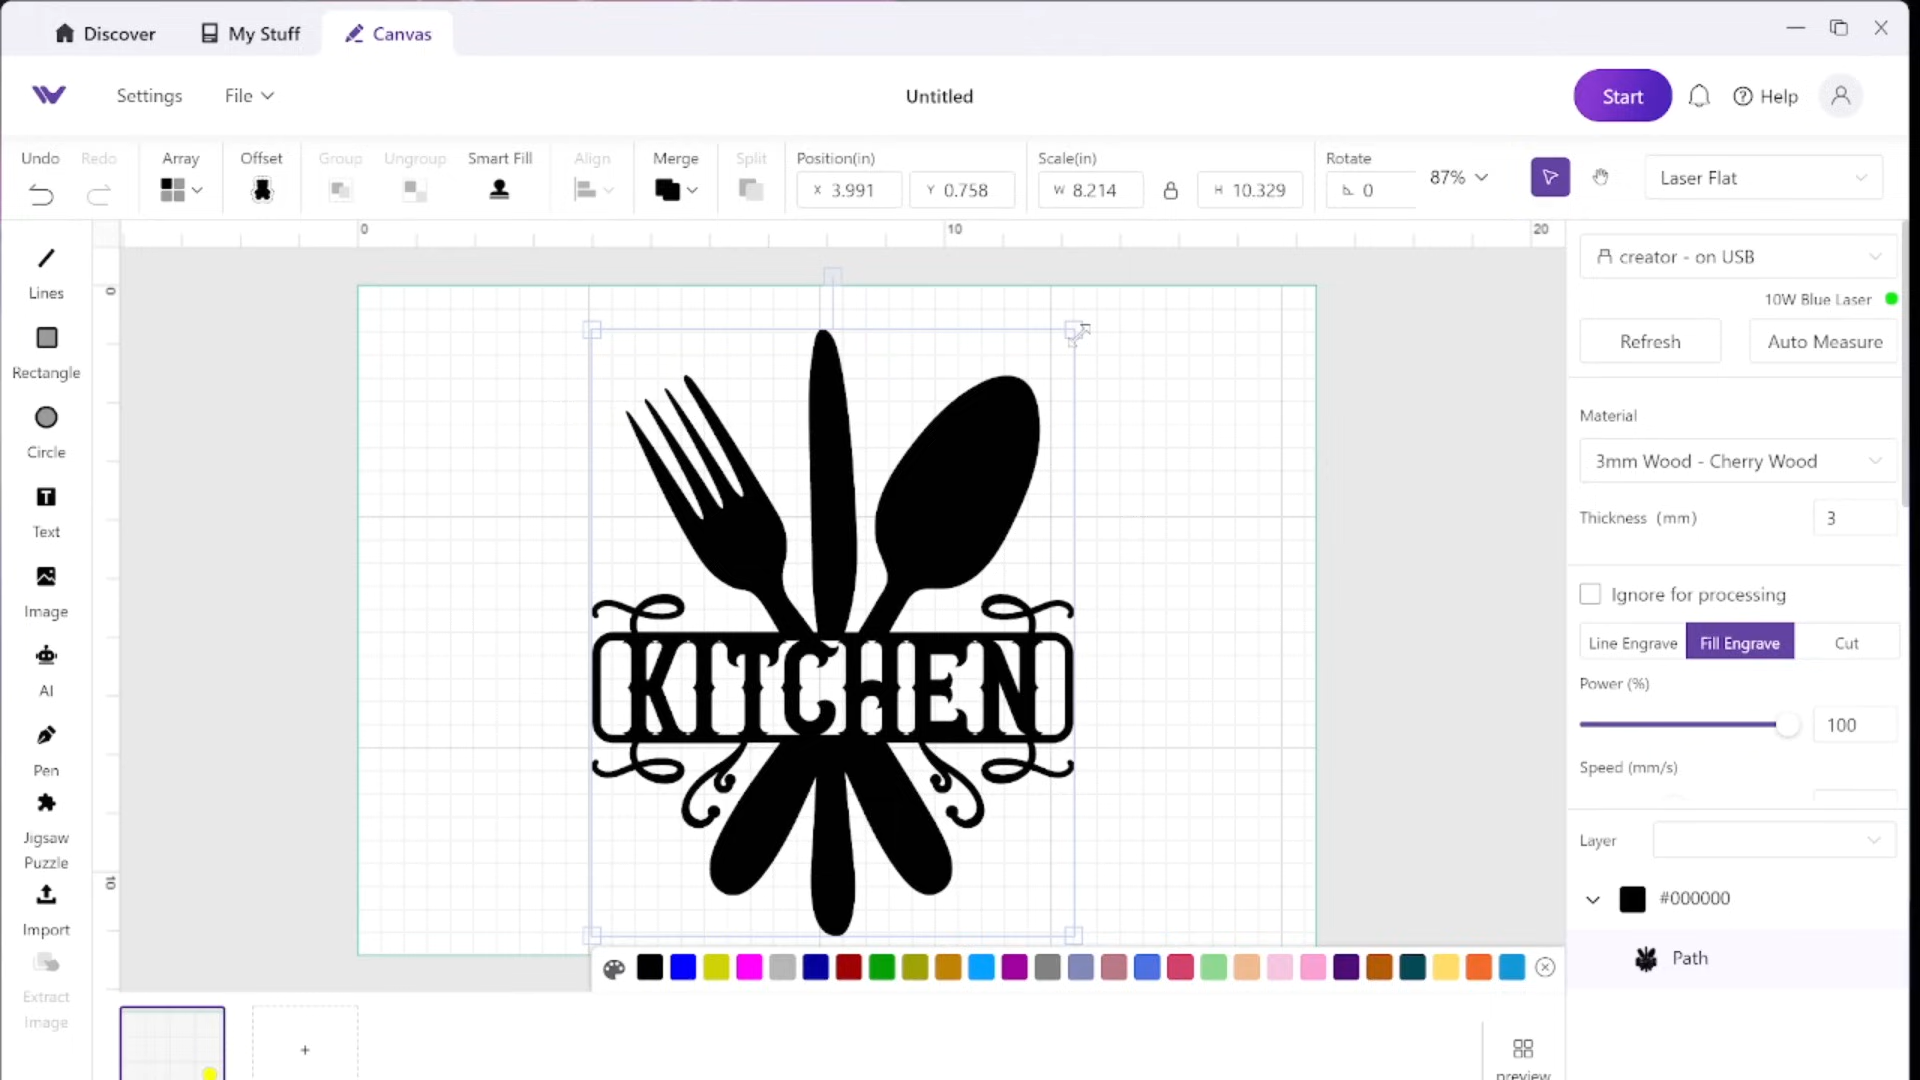 Discover
My Stuff
Canvas
Settings
File
Untitled
Start
Help
Undo
Redo
Array
Offset
Group
Ungroup
Smart Fill
Align
Merge
Split
Position(in)
X 3.991
Y 0.758
Scale(in)
W 8.214
H 10.329
Rotate
0
87%
Laser Flat
0
10
20
0
10
Lines
Rectangle
Circle
T
Text
Image
AI
Pen
Jigsaw
Puzzle
Import
Extract
Image
KITCHEN
creator - on USB
10W Blue Laser
Refresh
Auto Measure
Material
3mm Wood - Cherry Wood
Thickness (mm)
3
Ignore for processing
Line Engrave
Fill Engrave
Cut
Power (%)
100
Speed (mm/s)
Layer
#000000
Path
+
preview